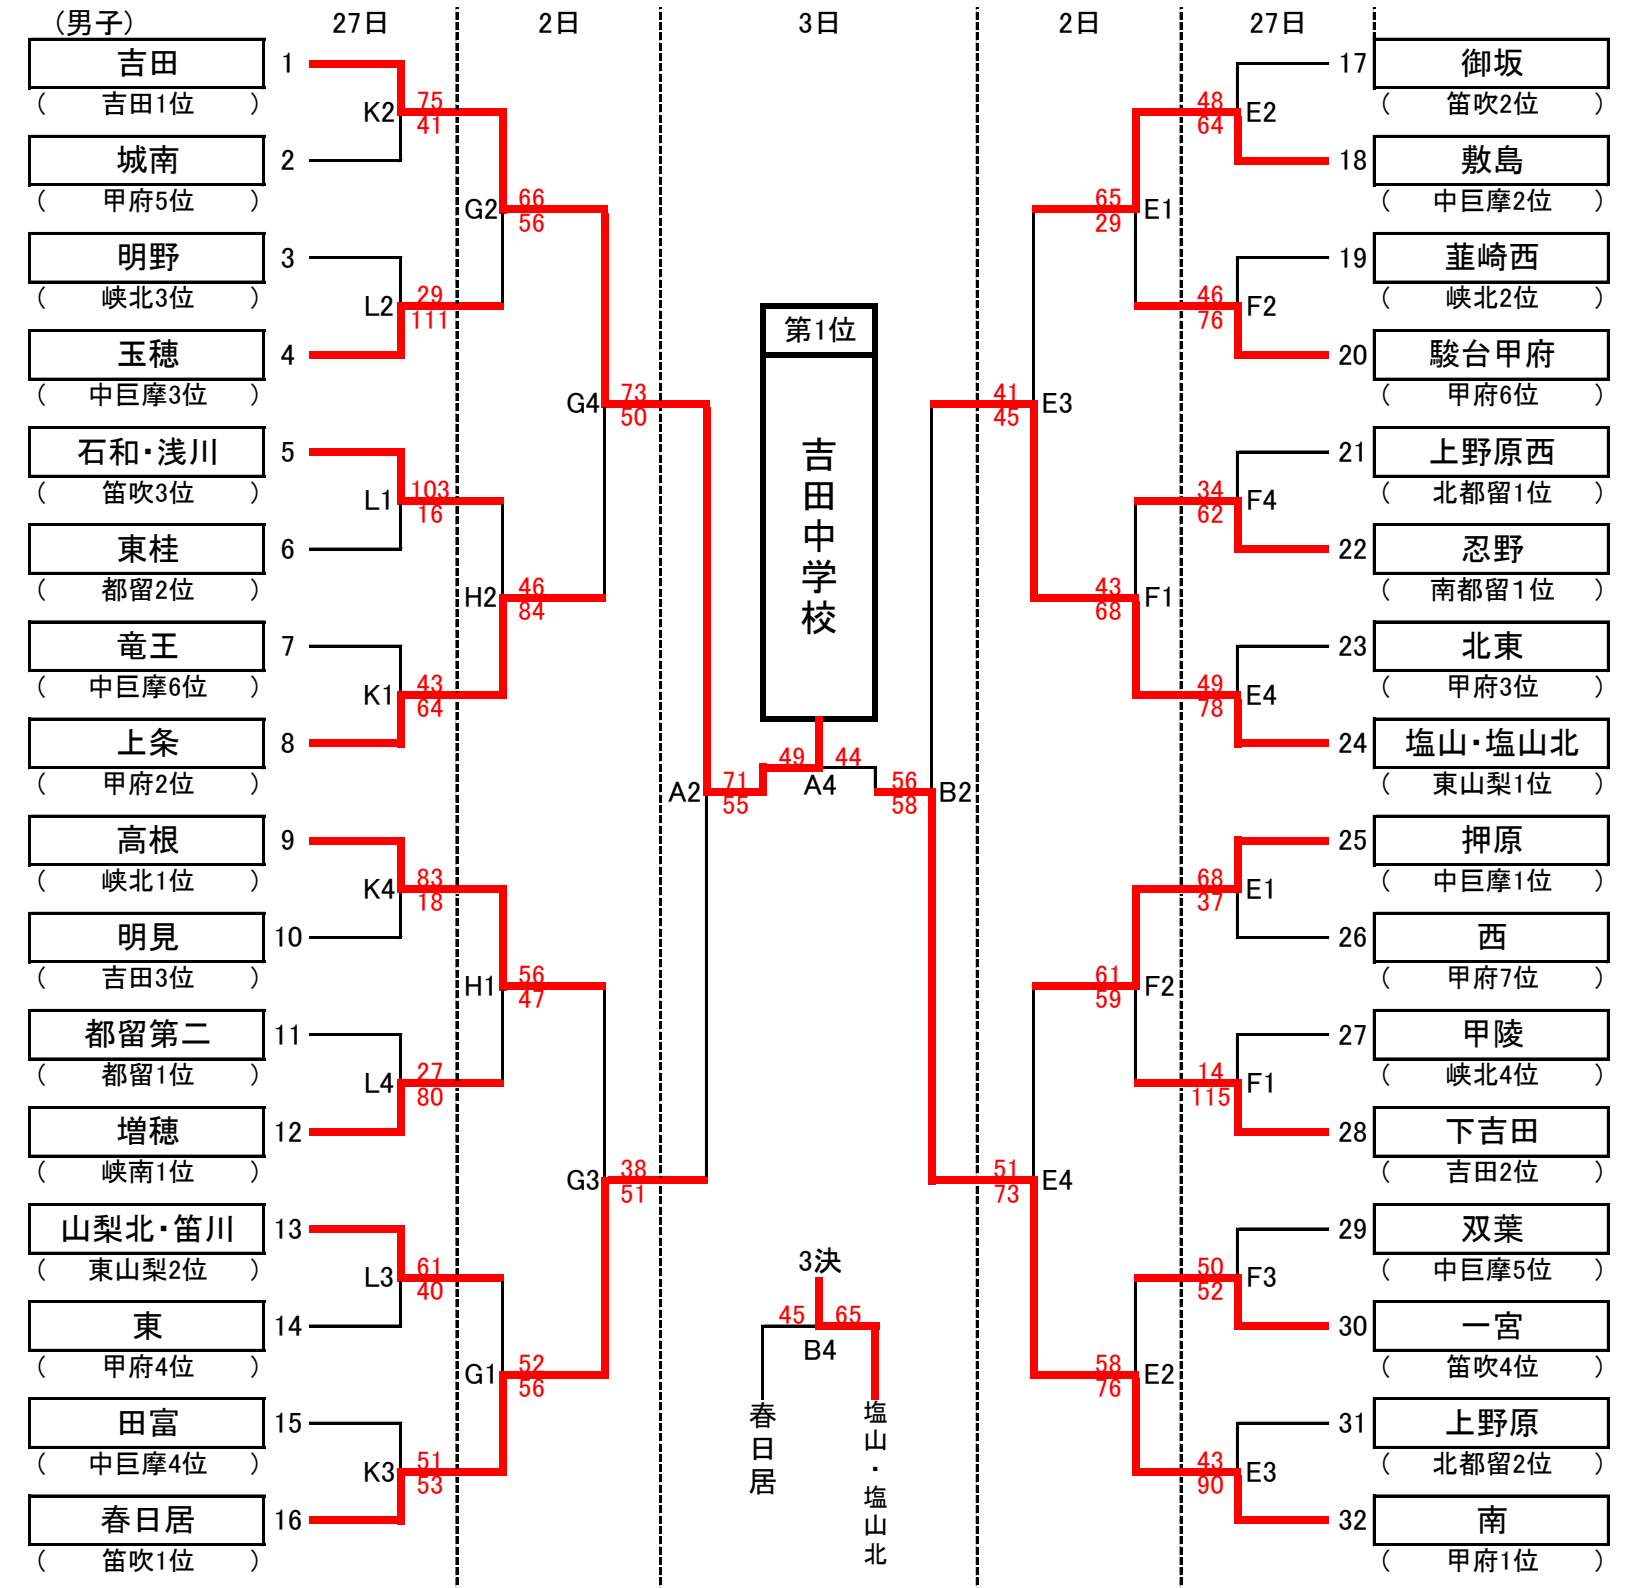 (男子) 27日 2日 3日 2日 27日
吉田 1
( 吉田1位 )
K2 75
41
城南 2
( 甲府5位 )
G2 66
56
明野 3
( 峡北3位 )
L2 29
111
玉穂 4
( 中巨摩3位 )
G4 73
50
石和・浅川 5
( 笛吹3位 )
L1 103
16
東桂 6
( 都留2位 )
H2 46
84
竜王 7
( 中巨摩6位 )
K1 43
64
上条 8
( 甲府2位 )
A2 71
55
高根 9
( 峡北1位 )
K4 83
18
明見 10
( 吉田3位 )
H1 56
47
都留第二 11
( 都留1位 )
L4 27
80
増穂 12
( 峡南1位 )
G3 38
51
山梨北・笛川 13
( 東山梨2位 )
L3 61
40
東 14
( 甲府4位 )
G1 52
56
田富 15
( 中巨摩4位 )
K3 51
53
春日居 16
( 笛吹1位 )
第1位
吉田中学校
49 44
A4
3決
45 65
B4
春日居
塩山・塩山北
17 御坂
( 笛吹2位 )
48 E2
64
18 敷島
( 中巨摩2位 )
65 E1
29
19 韮崎西
( 峡北2位 )
46 F2
76
20 駿台甲府
( 甲府6位 )
41 E3
45
21 上野原西
( 北都留1位 )
34 F4
62
22 忍野
( 南都留1位 )
43 F1
68
23 北東
( 甲府3位 )
49 E4
78
24 塩山・塩山北
( 東山梨1位 )
56 B2
58
25 押原
( 中巨摩1位 )
68 E1
37
26 西
( 甲府7位 )
61 F2
59
27 甲陵
( 峡北4位 )
14 F1
115
28 下吉田
( 吉田2位 )
51 E4
73
29 双葉
( 中巨摩5位 )
50 F3
52
30 一宮
( 笛吹4位 )
58 E2
76
31 上野原
( 北都留2位 )
43 E3
90
32 南
( 甲府1位 )